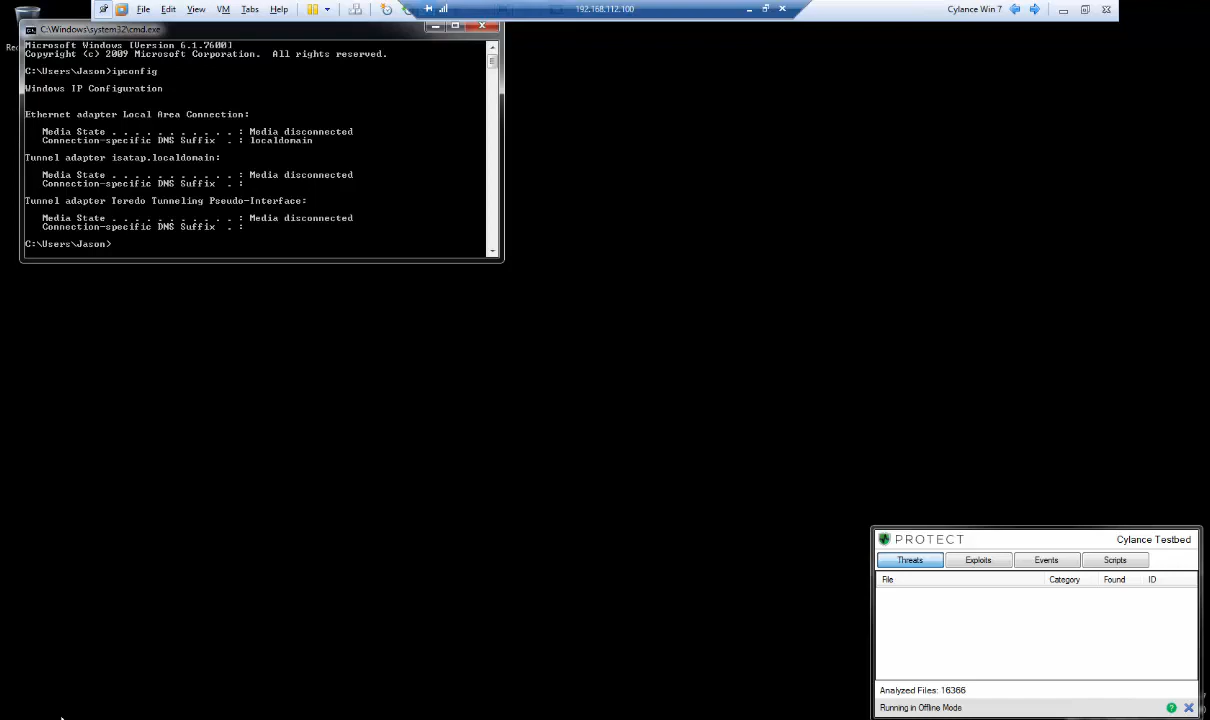 File Edit View VM Tabs Help
192.168.112.100
Cylance Win 7
C:\Windows\system32\cmd.exe
Microsoft Windows [Version 6.1.7600]
Copyright (c) 2009 Microsoft Corporation.  All rights reserved.
C:\Users\Jason>ipconfig
Windows IP Configuration
Ethernet adapter Local Area Connection:
Media State . . . . . . . . . . . : Media disconnected
Connection-specific DNS Suffix  . : localdomain
Tunnel adapter isatap.localdomain:
Media State . . . . . . . . . . . : Media disconnected
Connection-specific DNS Suffix  . :
Tunnel adapter Teredo Tunneling Pseudo-Interface:
Media State . . . . . . . . . . . : Media disconnected
Connection-specific DNS Suffix  . :
C:\Users\Jason>
PROTECT Cylance Testbed
Threats Exploits Events Scripts
File Category Found ID
Analyzed Files: 16366
Running in Offline Mode